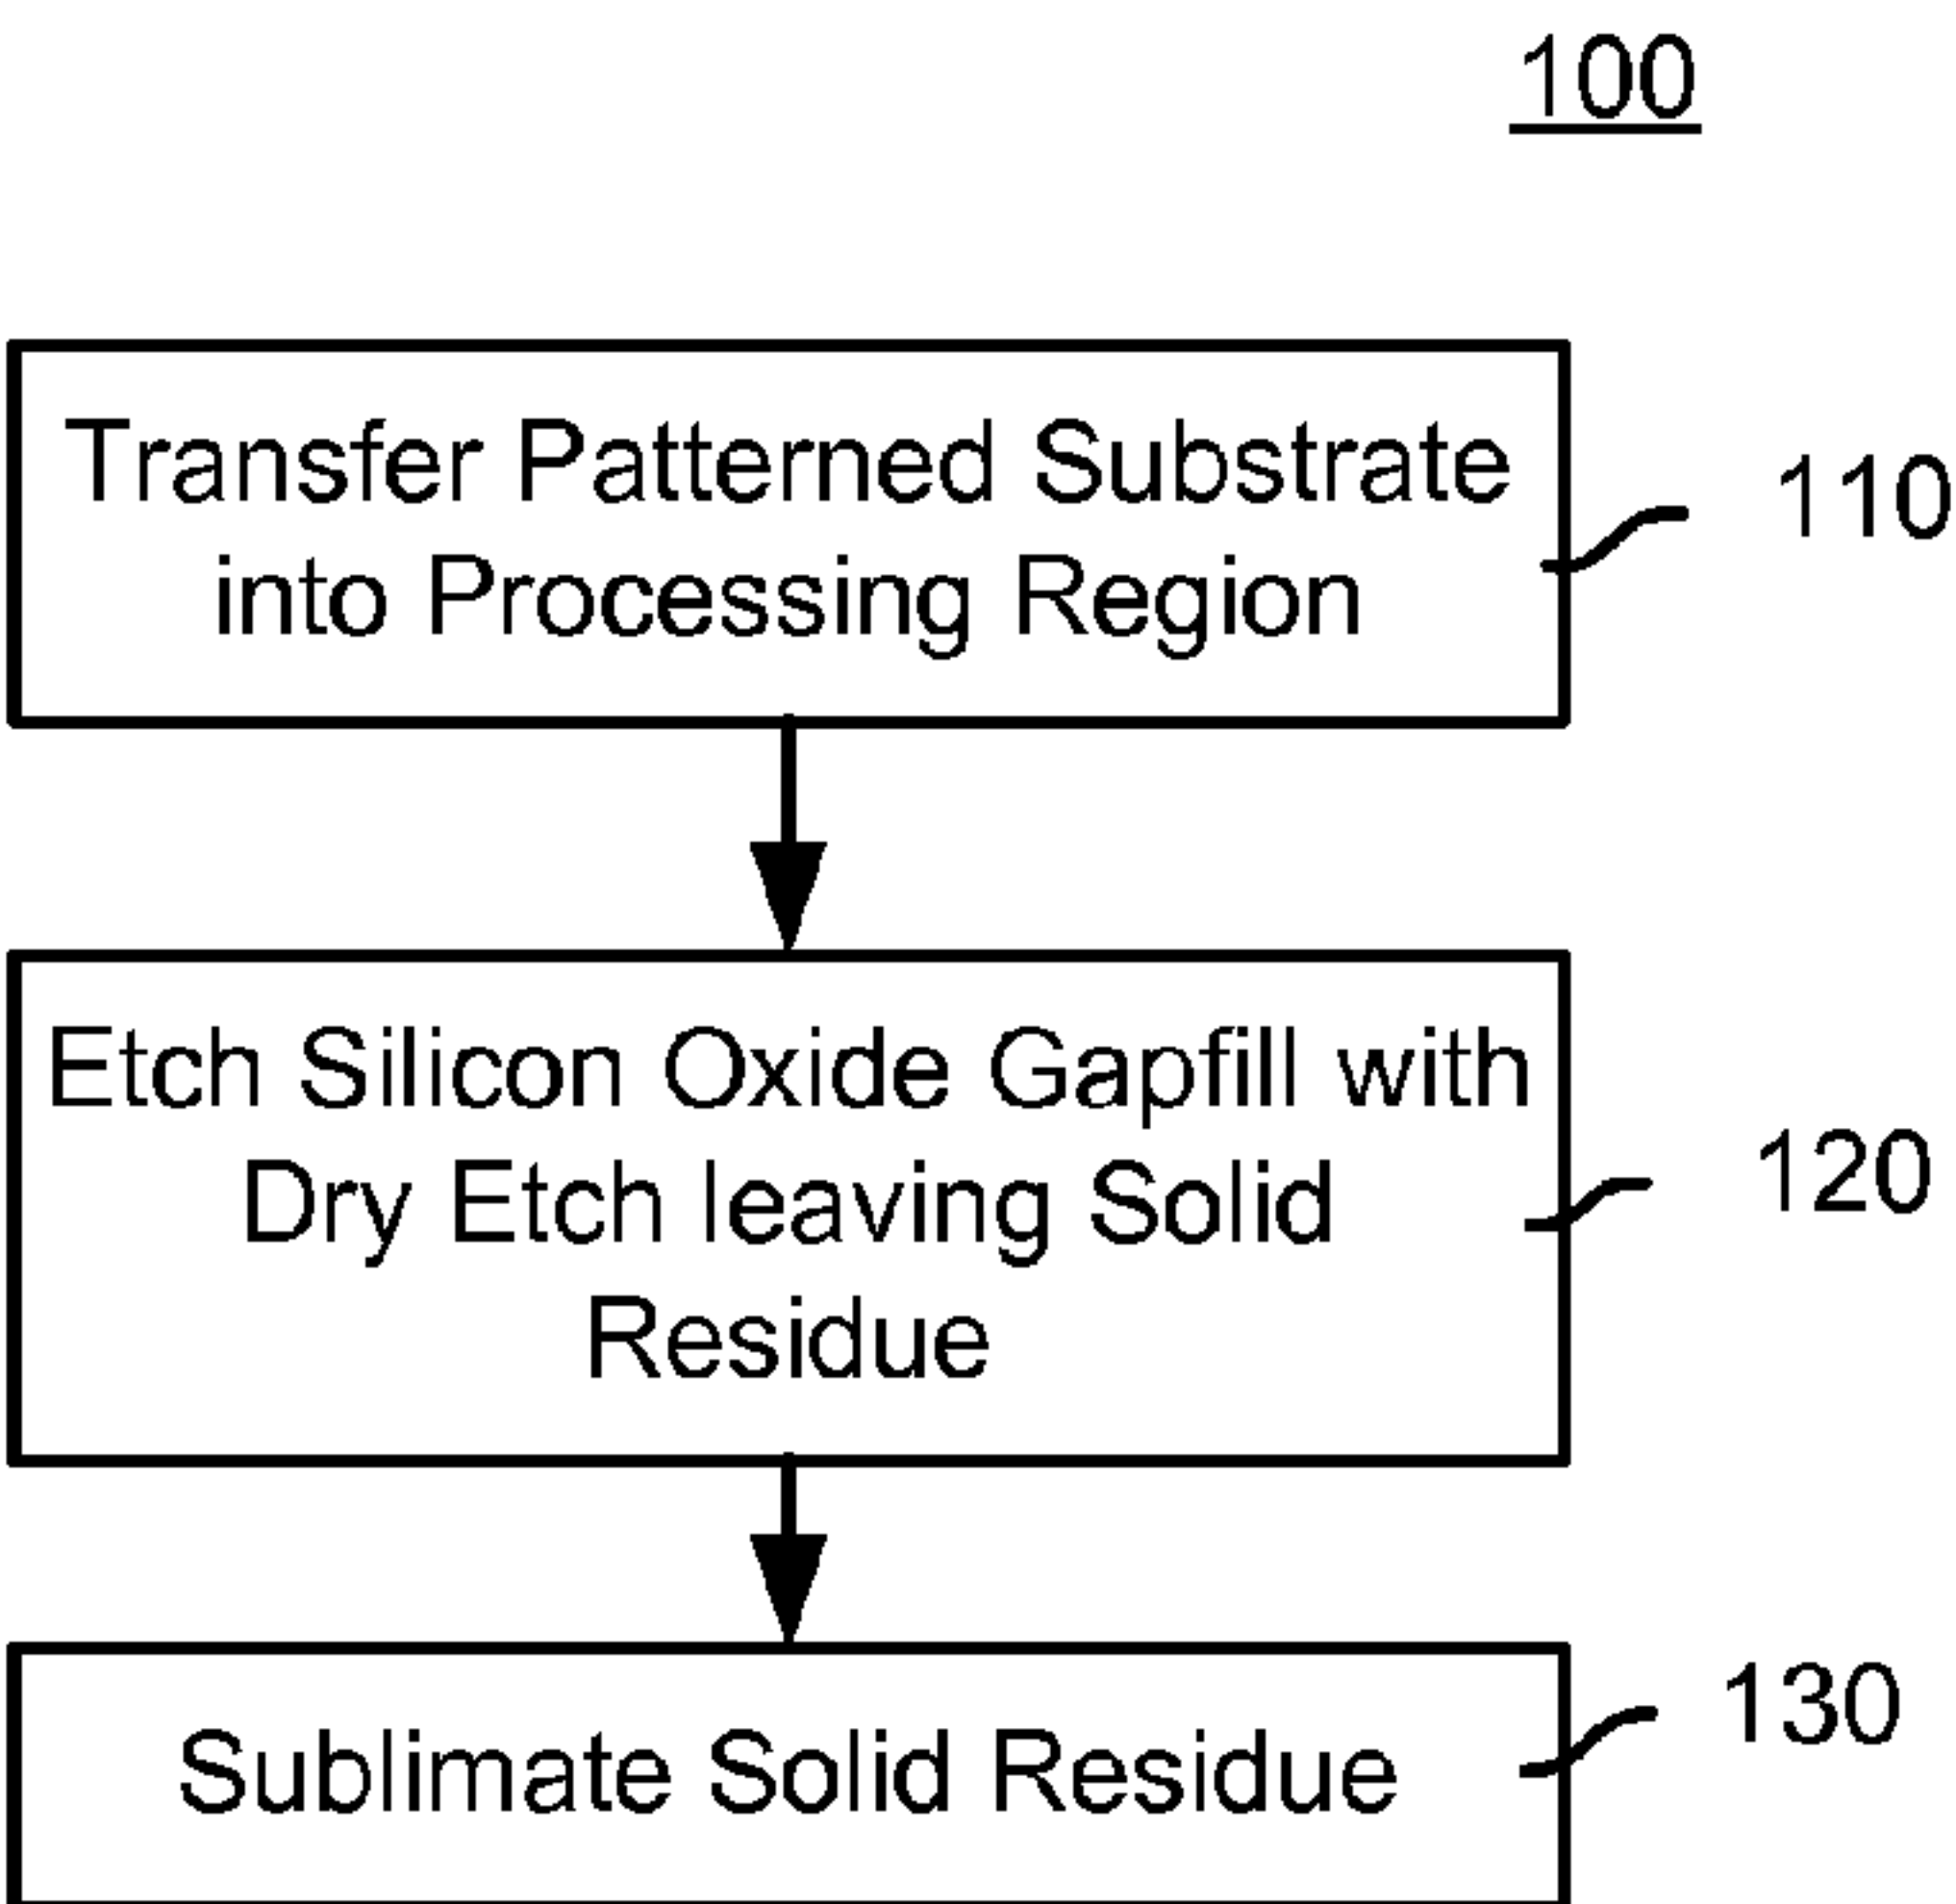 100
Transfer Patterned Substrate
into Processing Region
110
Etch Silicon Oxide Gapfill with
Dry Etch leaving Solid
Residue
120
Sublimate Solid Residue
130